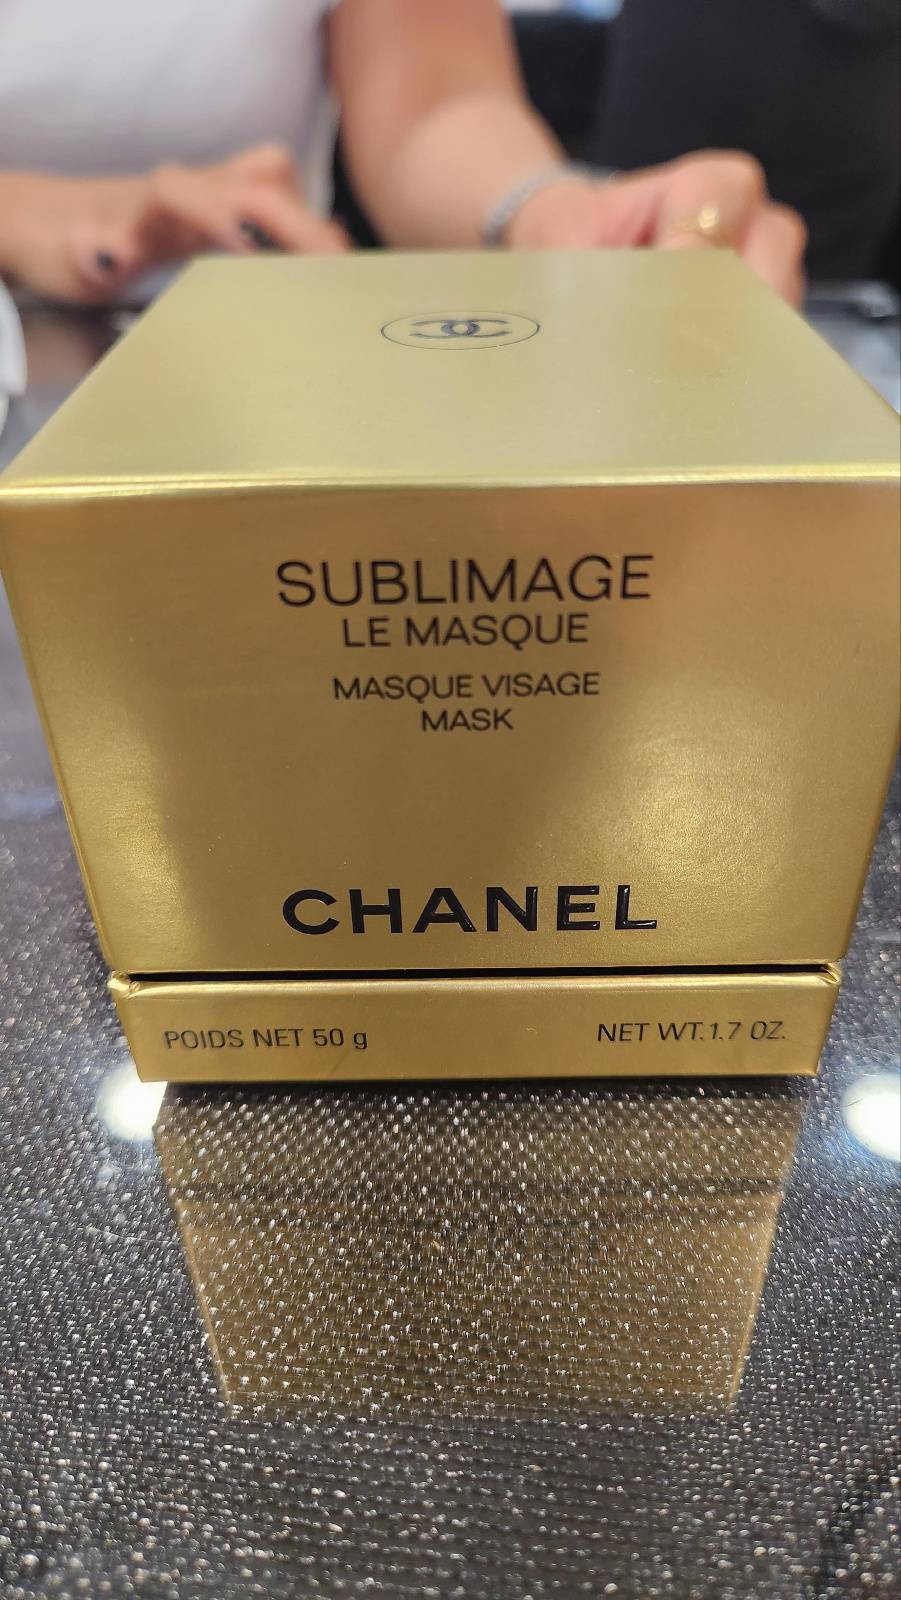 SUBLIMAGE
LE MASQUE
MASQUE VISAGE
MASK
CHANEL
POIDS NET 50 g NET WT.1.7 OZ.